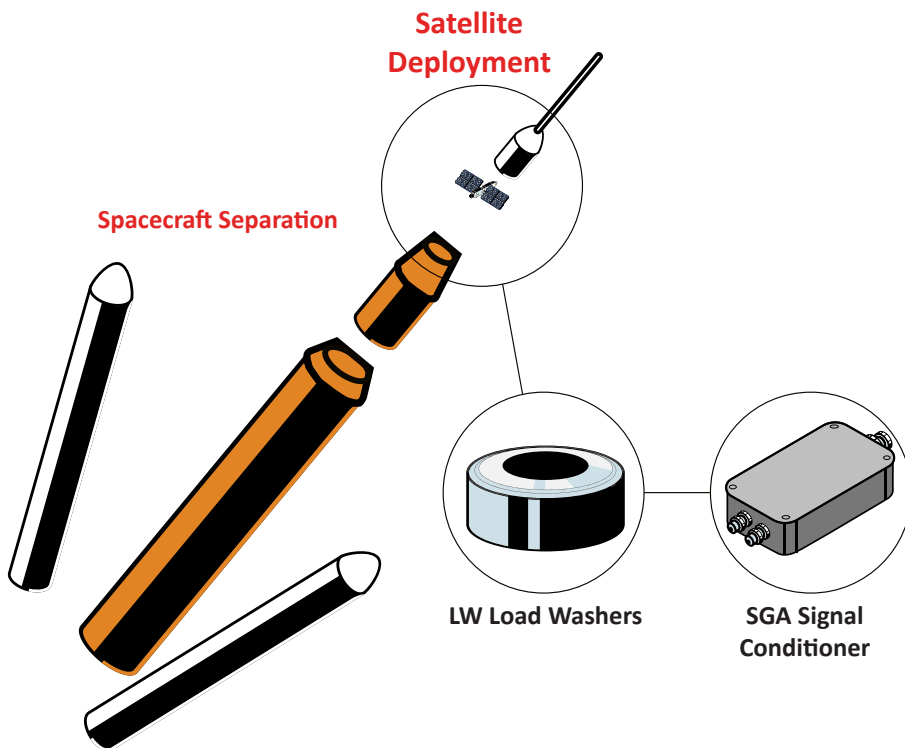 Satellite
Deployment
Spacecraft Separation
LW Load Washers
SGA Signal
Conditioner